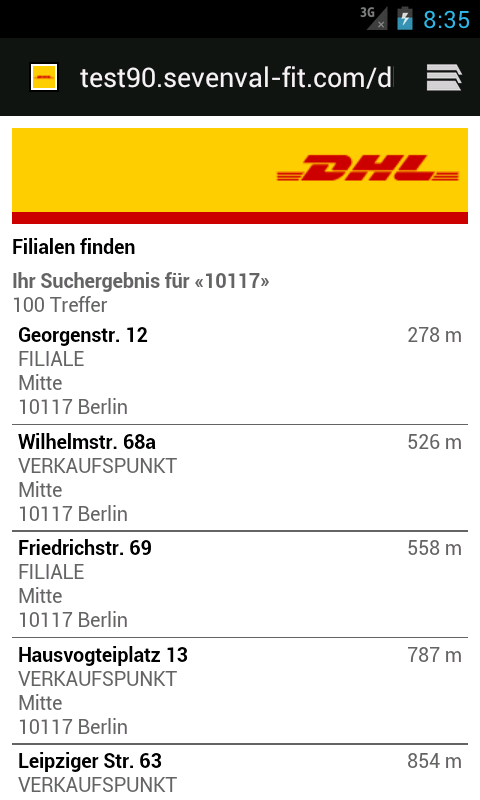 3G
8:35
test90.sevenval-fit.com/d
DHL
Filialen finden
Ihr Suchergebnis für «10117»
100 Treffer
Georgenstr. 12 278 m
FILIALE
Mitte
10117 Berlin
Wilhelmstr. 68a 526 m
VERKAUFSPUNKT
Mitte
10117 Berlin
Friedrichstr. 69 558 m
FILIALE
Mitte
10117 Berlin
Hausvogteiplatz 13 787 m
VERKAUFSPUNKT
Mitte
10117 Berlin
Leipziger Str. 63 854 m
VERKAUFSPUNKT